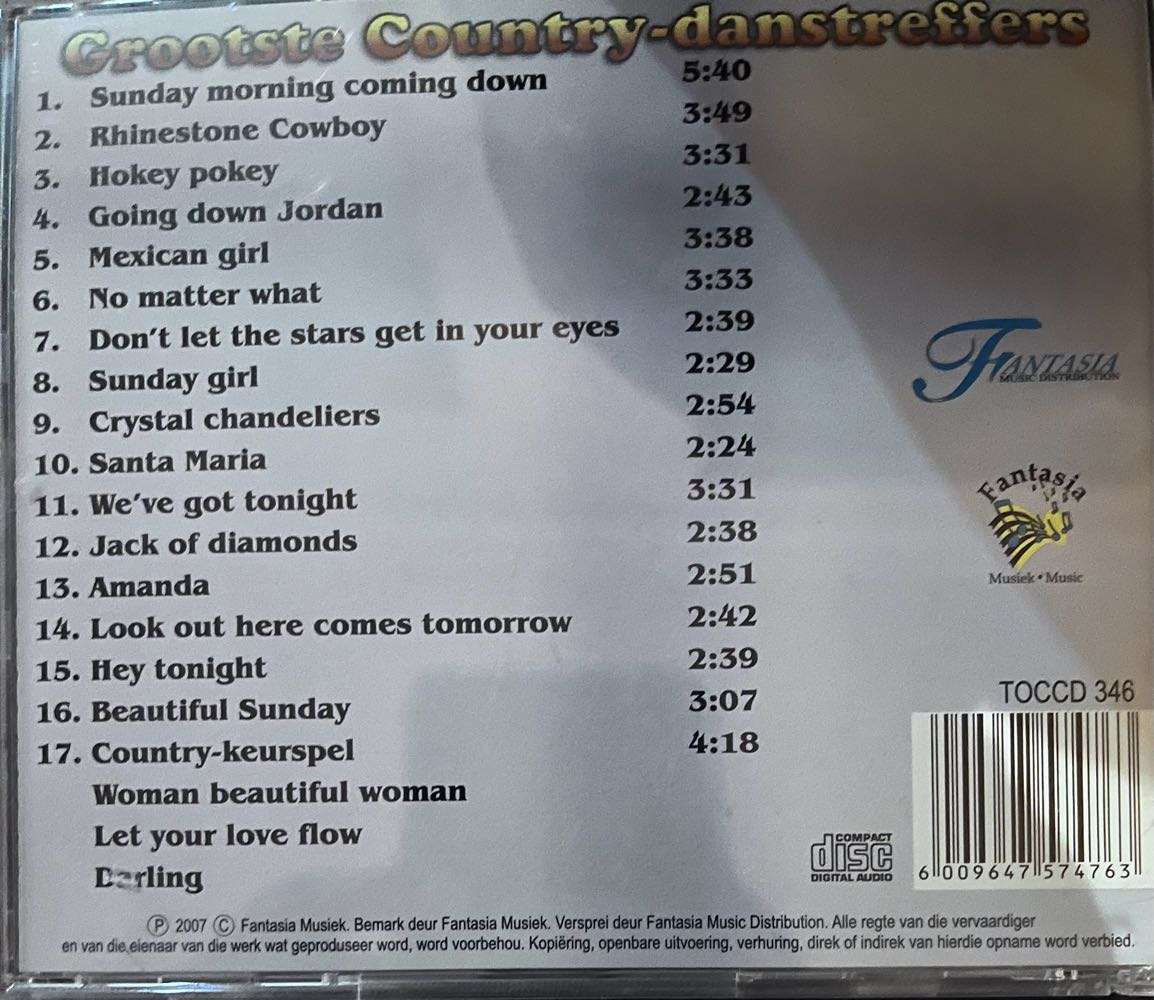 Grootste Country-danstreffers
1. Sunday morning coming down 5:40
2. Rhinestone Cowboy 3:49
3. Hokey pokey 3:31
4. Going down Jordan 2:43
5. Mexican girl 3:38
6. No matter what 3:33
7. Don't let the stars get in your eyes 2:39
8. Sunday girl 2:29
9. Crystal chandeliers 2:54
10. Santa Maria 2:24
11. We've got tonight 3:31
12. Jack of diamonds 2:38
13. Amanda 2:51
14. Look out here comes tomorrow 2:42
15. Hey tonight 2:39
16. Beautiful Sunday 3:07
17. Country-keurspel 4:18
Woman beautiful woman
Let your love flow
Darling
FANTASIA
MUSIC DISTRIBUTION
Fantasia
Musiek • Music
TOCCD 346
COMPACT
disc
DIGITAL AUDIO
6 009647 574763
Ⓟ 2007 Ⓒ Fantasia Musiek. Bemark deur Fantasia Musiek. Versprei deur Fantasia Music Distribution. Alle regte van die vervaardiger
en van die eienaar van die werk wat geproduseer word, word voorbehou. Kopiëring, openbare uitvoering, verhuring, direk of indirek van hierdie opname word verbied.